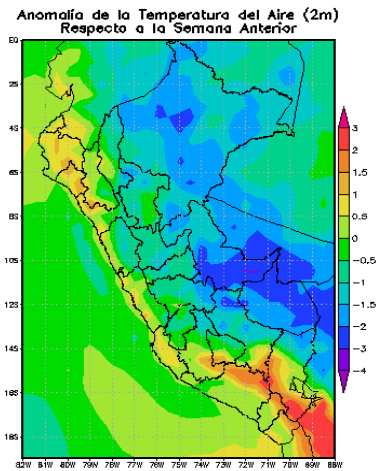 Anomalía de la Temperatura del Aire (2m)
Respecto a la Semana Anterior
EQ
2S
4S
6S
8S
10S
12S
14S
16S
18S
82W 81W 80W 79W 78W 77W 76W 75W 74W 73W 72W 71W 70W 69W 68W
3
2
1.5
1
0.5
0
-0.5
-1
-1.5
-2
-3
-4